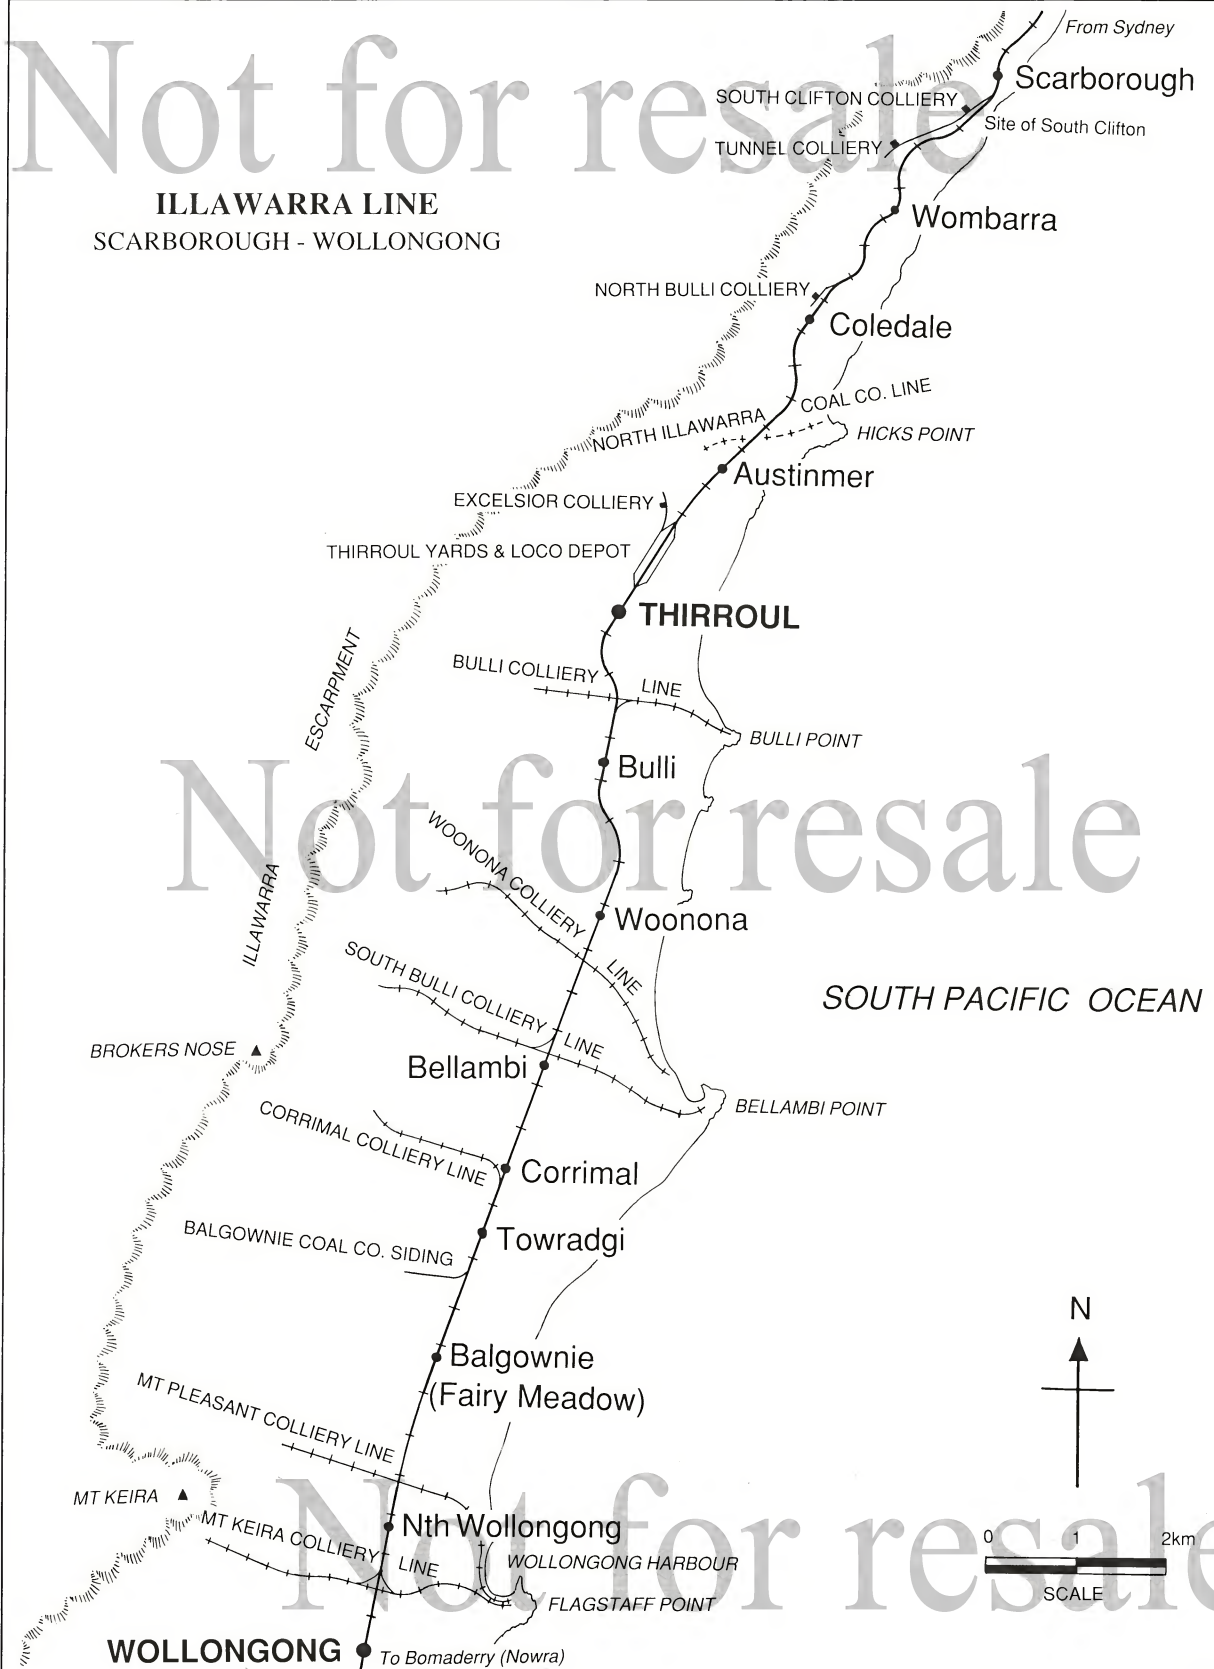 From Sydney
Scarborough
SOUTH CLIFTON COLLIERY
Site of South Clifton
TUNNEL COLLIERY
Not for resale
ILLAWARRA LINE
SCARBOROUGH - WOLLONGONG
Wombarra
NORTH BULLI COLLIERY
Coledale
NORTH ILLAWARRA COAL CO. LINE
HICKS POINT
Austinmer
EXCELSIOR COLLIERY
THIRROUL YARDS & LOCO DEPOT
THIRROUL
ILLAWARRA ESCARPMENT
BULLI COLLIERY LINE
BULLI POINT
Bulli
Not for resale
WOONONA COLLIERY LINE
Woonona
SOUTH BULLI COLLIERY LINE
SOUTH PACIFIC OCEAN
BROKERS NOSE
Bellambi
BELLAMBI POINT
CORRIMAL COLLIERY LINE
Corrimal
BALGOWNIE COAL CO. SIDING
Towradgi
N
Balgownie
(Fairy Meadow)
MT PLEASANT COLLIERY LINE
MT KEIRA
Not for resale
MT KEIRA COLLIERY LINE
Nth Wollongong
0 1 2km
SCALE
WOLLONGONG HARBOUR
FLAGSTAFF POINT
WOLLONGONG
To Bomaderry (Nowra)